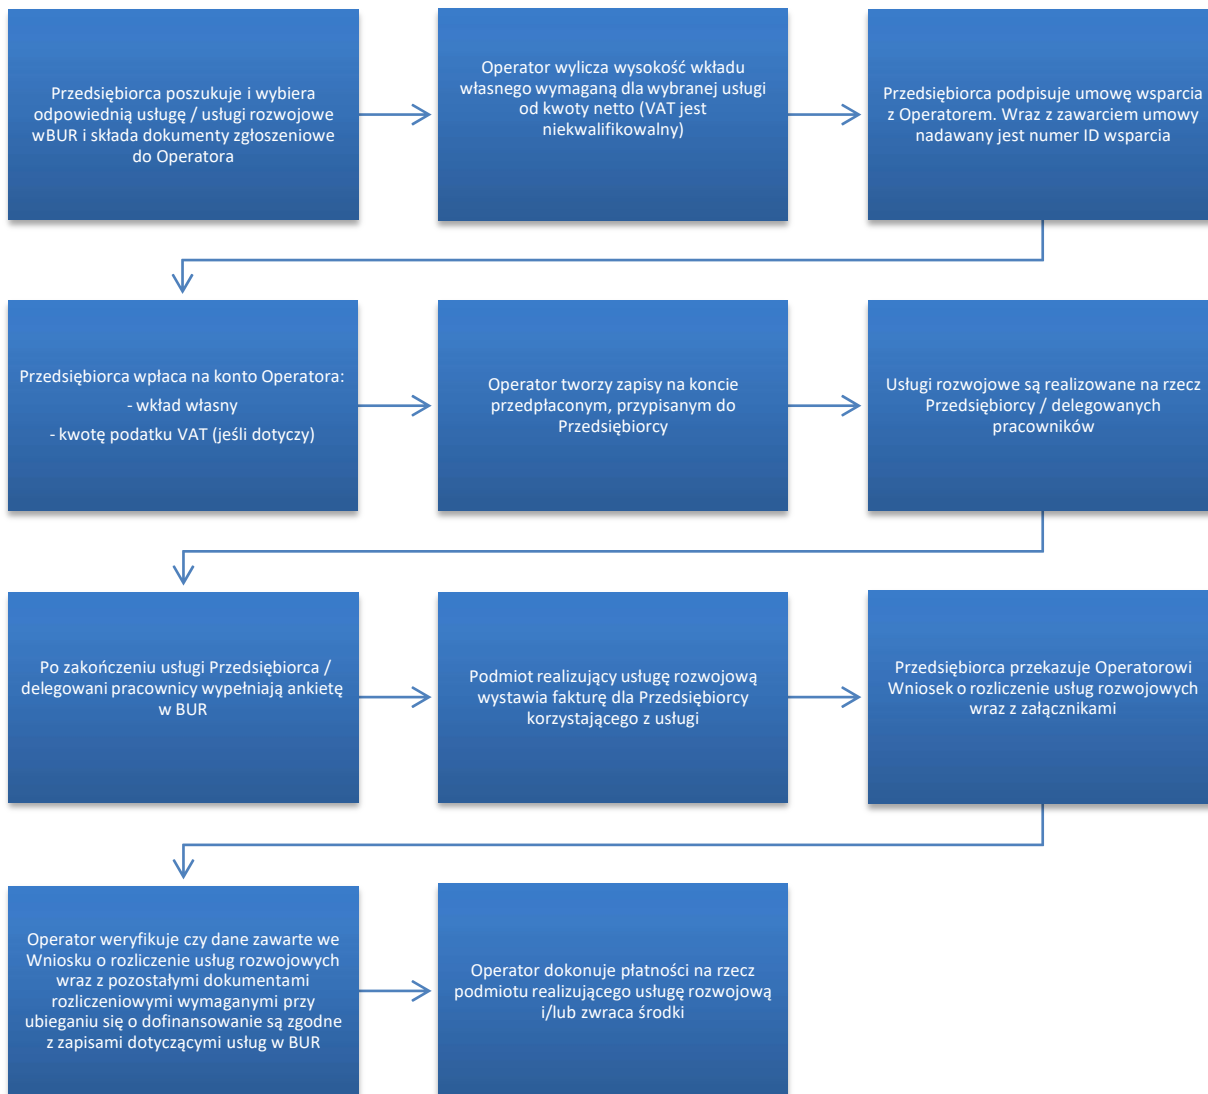 Przedsiębiorca poszukuje i wybiera
odpowiednią usługę / usługi rozwojowe
wBUR i składa dokumenty zgłoszeniowe
do Operatora
Operator wylicza wysokość wkładu
własnego wymaganą dla wybranej usługi
od kwoty netto (VAT jest
niekwalifikowalny)
Przedsiębiorca podpisuje umowę wsparcia
z Operatorem. Wraz z zawarciem umowy
nadawany jest numer ID wsparcia
Przedsiębiorca wpłaca na konto Operatora:
- wkład własny
- kwotę podatku VAT (jeśli dotyczy)
Operator tworzy zapisy na koncie
przedpłaconym, przypisanym do
Przedsiębiorcy
Usługi rozwojowe są realizowane na rzecz
Przedsiębiorcy / delegowanych
pracowników
Po zakończeniu usługi Przedsiębiorca /
delegowani pracownicy wypełniają ankietę
w BUR
Podmiot realizujący usługę rozwojową
wystawia fakturę dla Przedsiębiorcy
korzystającego z usługi
Przedsiębiorca przekazuje Operatorowi
Wniosek o rozliczenie usług rozwojowych
wraz z załącznikami
Operator weryfikuje czy dane zawarte we
Wniosku o rozliczenie usług rozwojowych
wraz z pozostałymi dokumentami
rozliczeniowymi wymaganymi przy
ubieganiu się o dofinansowanie są zgodne
z zapisami dotyczącymi usług w BUR
Operator dokonuje płatności na rzecz
podmiotu realizującego usługę rozwojową
i/lub zwraca środki